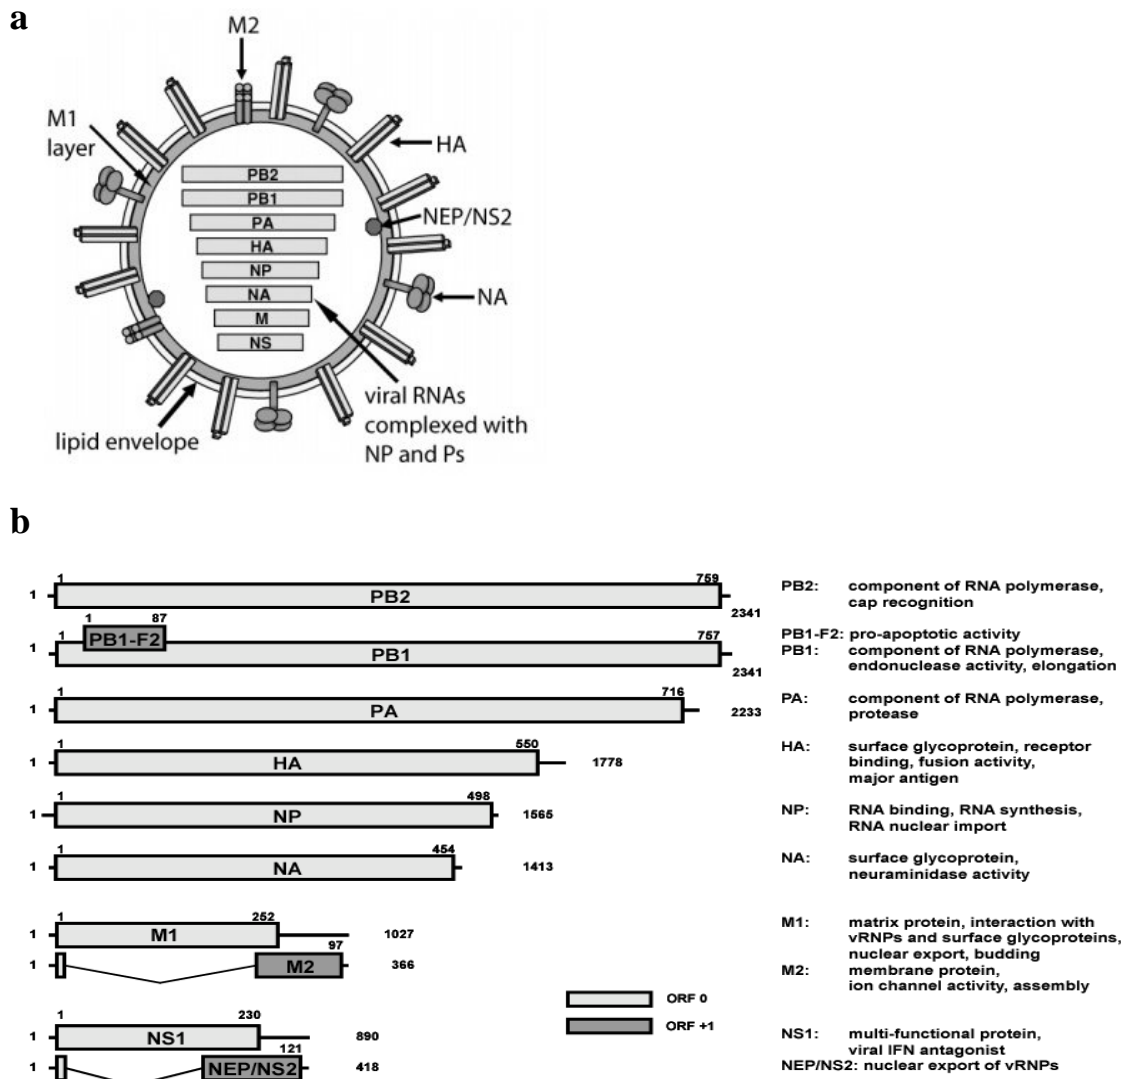 a
M2
M1
layer
HA
PB2
PB1
PA
HA
NP
NA
M
NS
NEP/NS2
NA
viral RNAs
complexed with
NP and Ps
lipid envelope
b
1 1 PB2 759 2341
PB2: component of RNA polymerase,
cap recognition
1 PB1-F2 87
1 1 PB1 757 2341
PB1-F2: pro-apoptotic activity
PB1: component of RNA polymerase,
endonuclease activity, elongation
1 1 PA 716 2233
PA: component of RNA polymerase,
protease
1 1 HA 550 1778
HA: surface glycoprotein, receptor
binding, fusion activity,
major antigen
1 1 NP 498 1565
NP: RNA binding, RNA synthesis,
RNA nuclear import
1 1 NA 454 1413
NA: surface glycoprotein,
neuraminidase activity
1 1 M1 252 1027
1 M2 97 366
M1: matrix protein, interaction with
vRNPs and surface glycoproteins,
nuclear export, budding
M2: membrane protein,
ion channel activity, assembly
ORF 0
ORF +1
1 1 NS1 230 890
1 NEP/NS2 121 418
NS1: multi-functional protein,
viral IFN antagonist
NEP/NS2: nuclear export of vRNPs